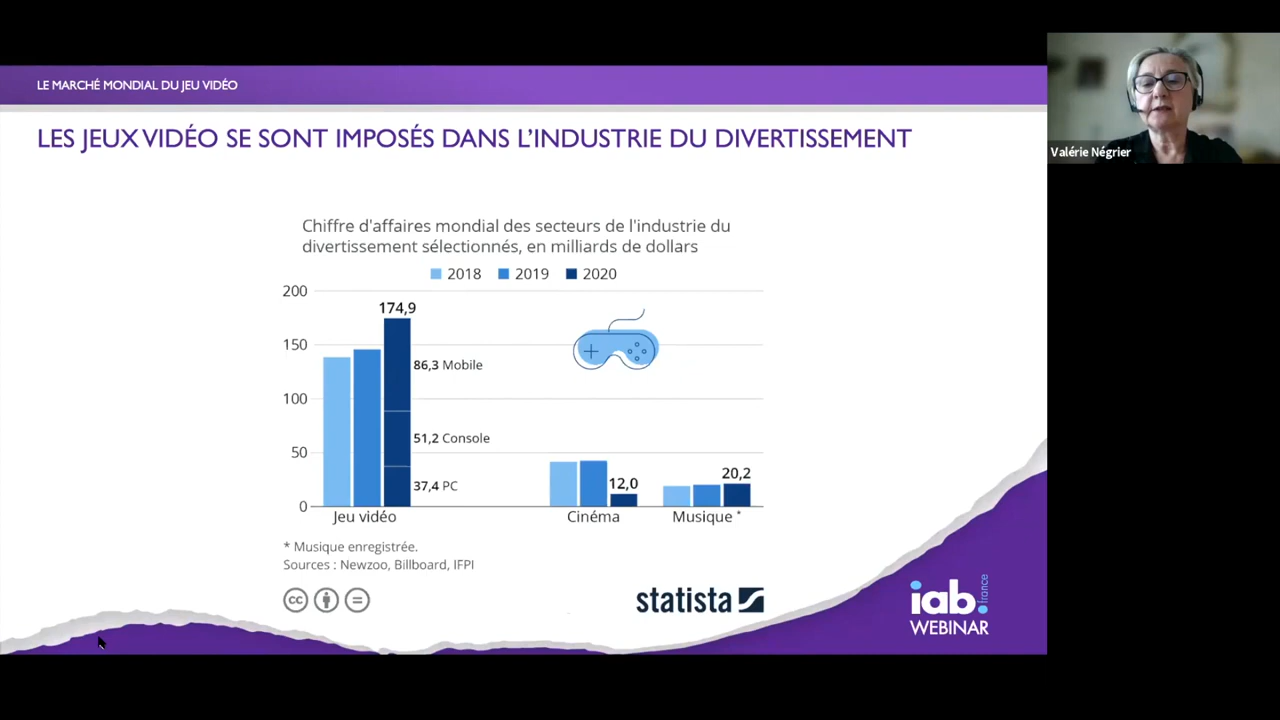 LE MARCHÉ MONDIAL DU JEU VIDÉO
LES JEUX VIDÉO SE SONT IMPOSÉS DANS L'INDUSTRIE DU DIVERTISSEMENT
Valérie Négrier
Chiffre d'affaires mondial des secteurs de l'industrie du
divertissement sélectionnés, en milliards de dollars
2018 2019 2020
200
174,9
150
86,3 Mobile
100
51,2 Console
50
20,2
12,0
37,4 PC
0
Jeu vidéo Cinéma Musique *
* Musique enregistrée.
Sources : Newzoo, Billboard, IFPI
cc
statista
iab.france
WEBINAR